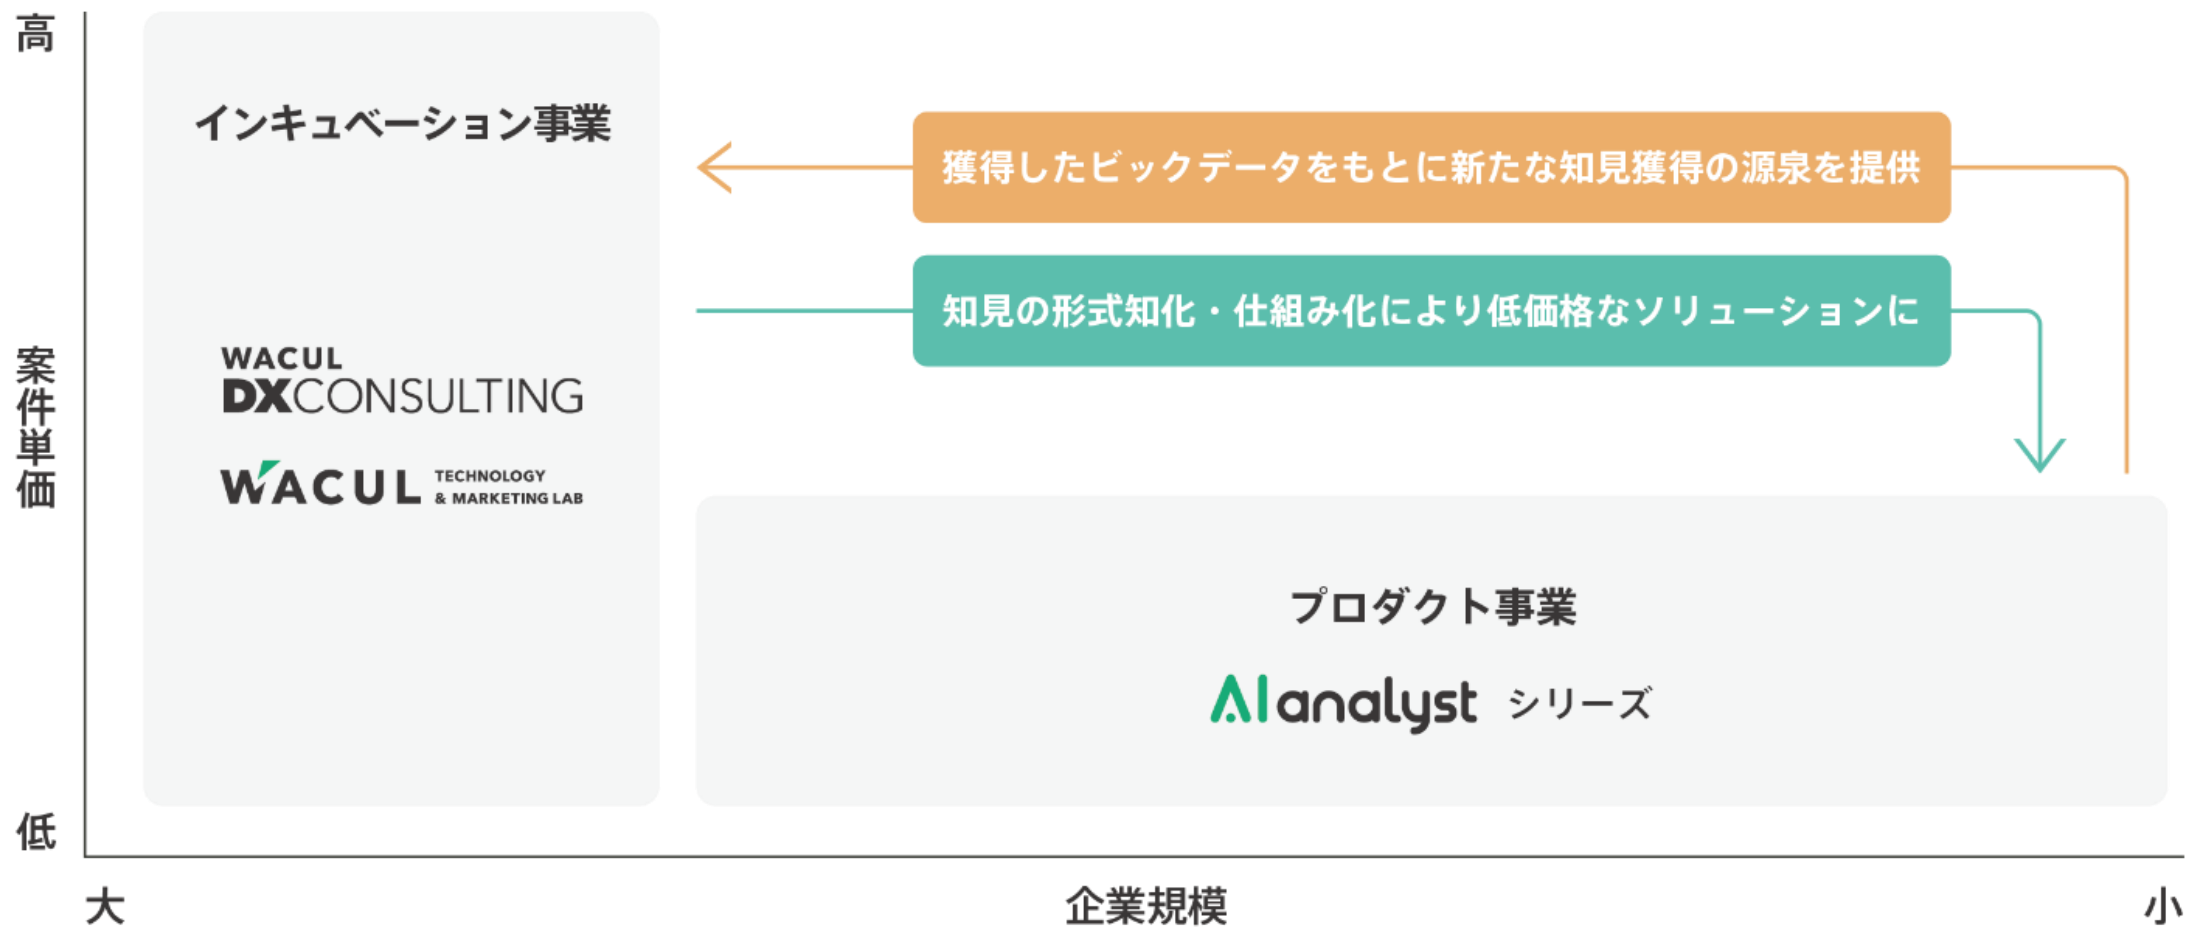 高
案件単価
低
インキュベーション事業
WACUL
DXCONSULTING
WACUL TECHNOLOGY
& MARKETING LAB
獲得したビックデータをもとに新たな知見獲得の源泉を提供
知見の形式知化・仕組み化により低価格なソリューションに
プロダクト事業
AIanalyst シリーズ
大
企業規模
小